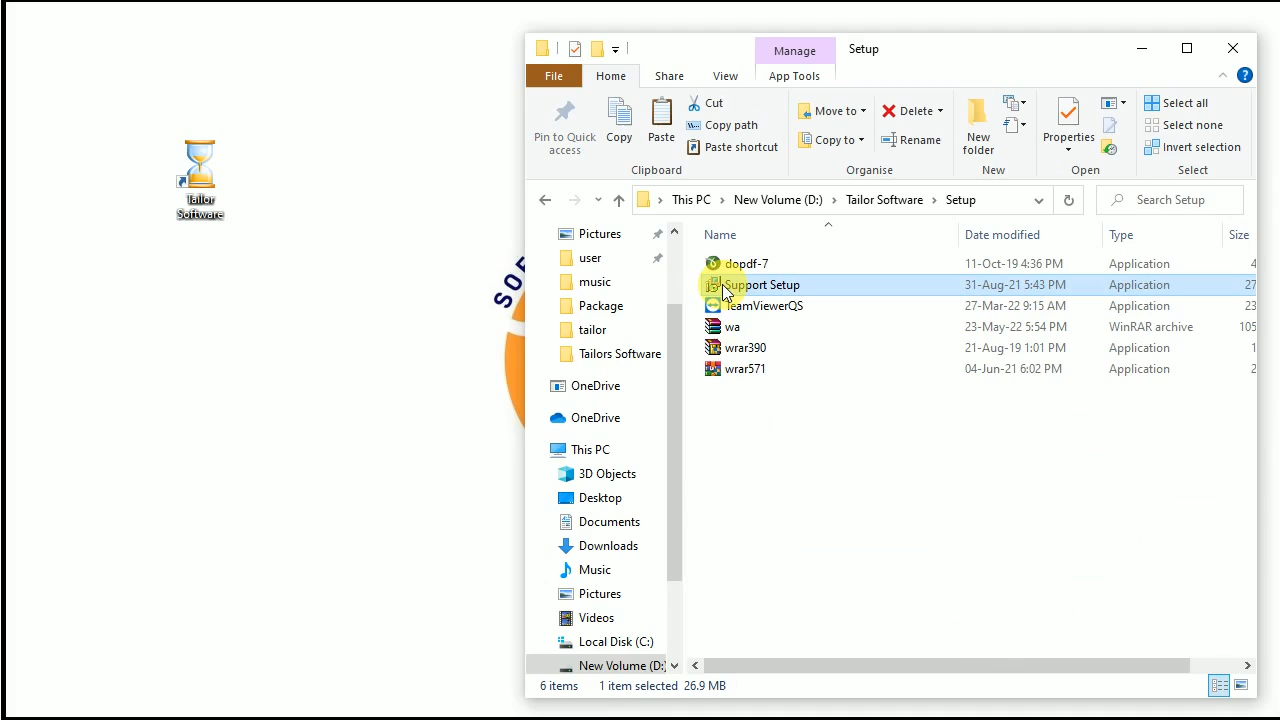 Tailor
Software
SOF
Manage
Setup
File
Home
Share
View
App Tools
Pin to Quick
access
Copy
Paste
Cut
Copy path
Paste shortcut
Clipboard
Move to
Copy to
Delete
Rename
Organise
New
folder
New
Properties
Open
Select all
Select none
Invert selection
Select
This PC
New Volume (D:)
Tailor Software
Setup
Search Setup
Pictures
user
music
Package
tailor
Tailors Software
OneDrive
OneDrive
This PC
3D Objects
Desktop
Documents
Downloads
Music
Pictures
Videos
Local Disk (C:)
New Volume (D:)
Name Date modified Type Size
dopdf-7 11-Oct-19 4:36 PM Application 4
Support Setup 31-Aug-21 5:43 PM Application 27
TeamViewerQS 27-Mar-22 9:15 AM Application 23
wa 23-May-22 5:54 PM WinRAR archive 105
wrar390 21-Aug-19 1:01 PM Application 1
wrar571 04-Jun-21 6:02 PM Application 2
6 items 1 item selected 26.9 MB